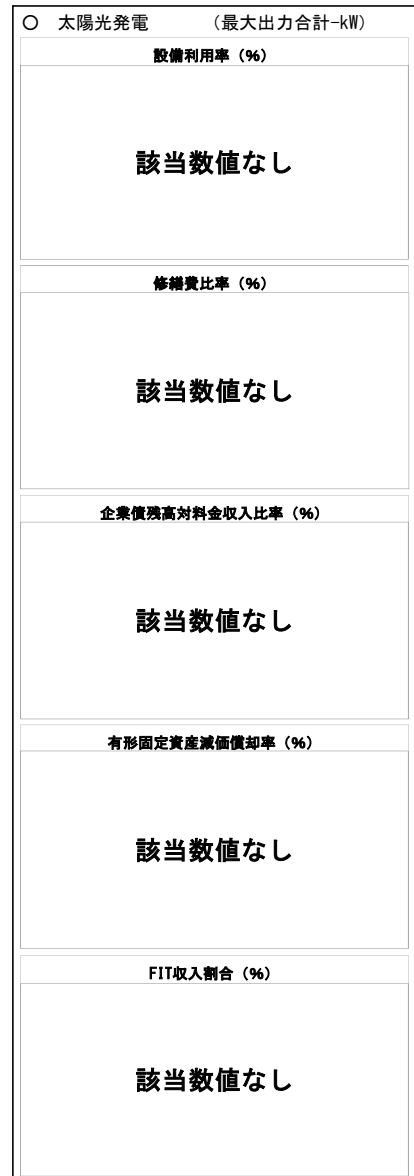 ○ 太陽光発電 (最大出力合計-kW)
設備利用率 (%)
該当数値なし
修繕費比率 (%)
該当数値なし
企業債残高対料金収入比率 (%)
該当数値なし
有形固定資産減価償却率 (%)
該当数値なし
FIT収入割合 (%)
該当数値なし